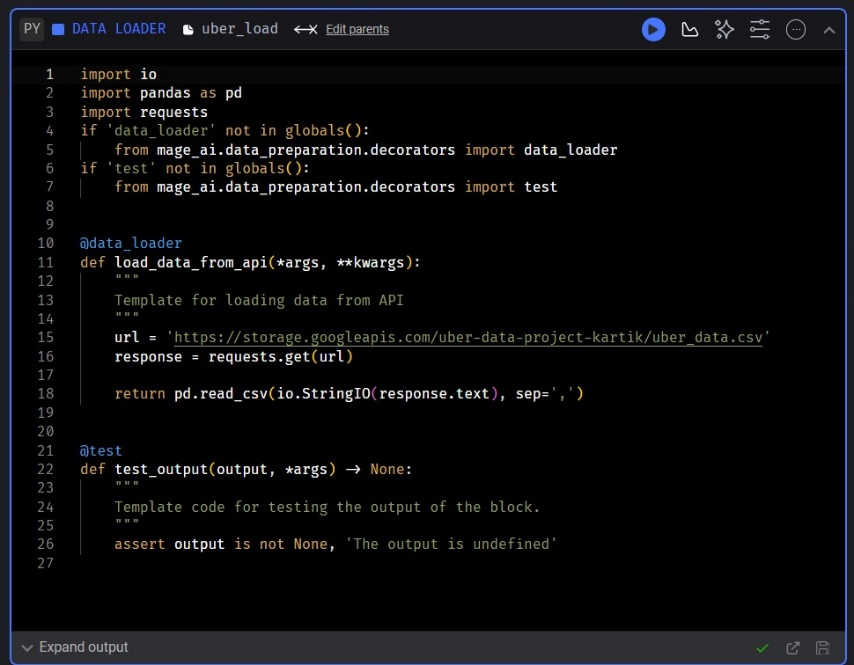 PY DATA LOADER uber_load Edit parents
1 import io
2 import pandas as pd
3 import requests
4 if 'data_loader' not in globals():
5     from mage_ai.data_preparation.decorators import data_loader
6 if 'test' not in globals():
7     from mage_ai.data_preparation.decorators import test
8
9
10 @data_loader
11 def load_data_from_api(*args, **kwargs):
12     """
13     Template for loading data from API
14     """
15     url = 'https://storage.googleapis.com/uber-data-project-kartik/uber_data.csv'
16     response = requests.get(url)
17
18     return pd.read_csv(io.StringIO(response.text), sep=',')
19
20
21 @test
22 def test_output(output, *args) -> None:
23     """
24     Template code for testing the output of the block.
25     """
26     assert output is not None, 'The output is undefined'
27
Expand output